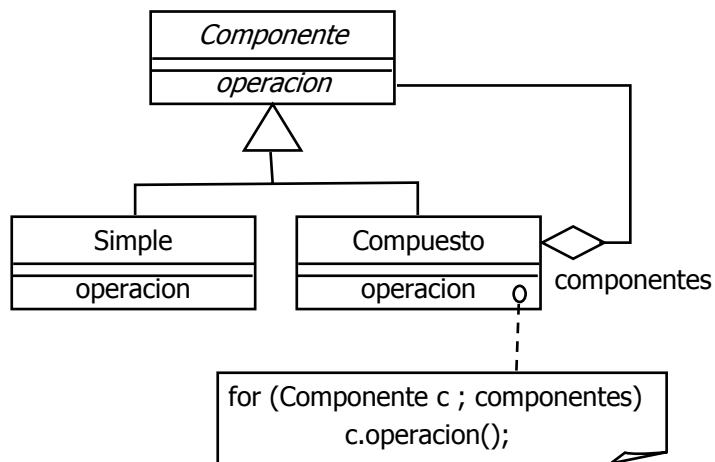 Componente
operacion
Simple
operacion
Compuesto
operacion
componentes
for (Componente c ; componentes)
c.operacion();